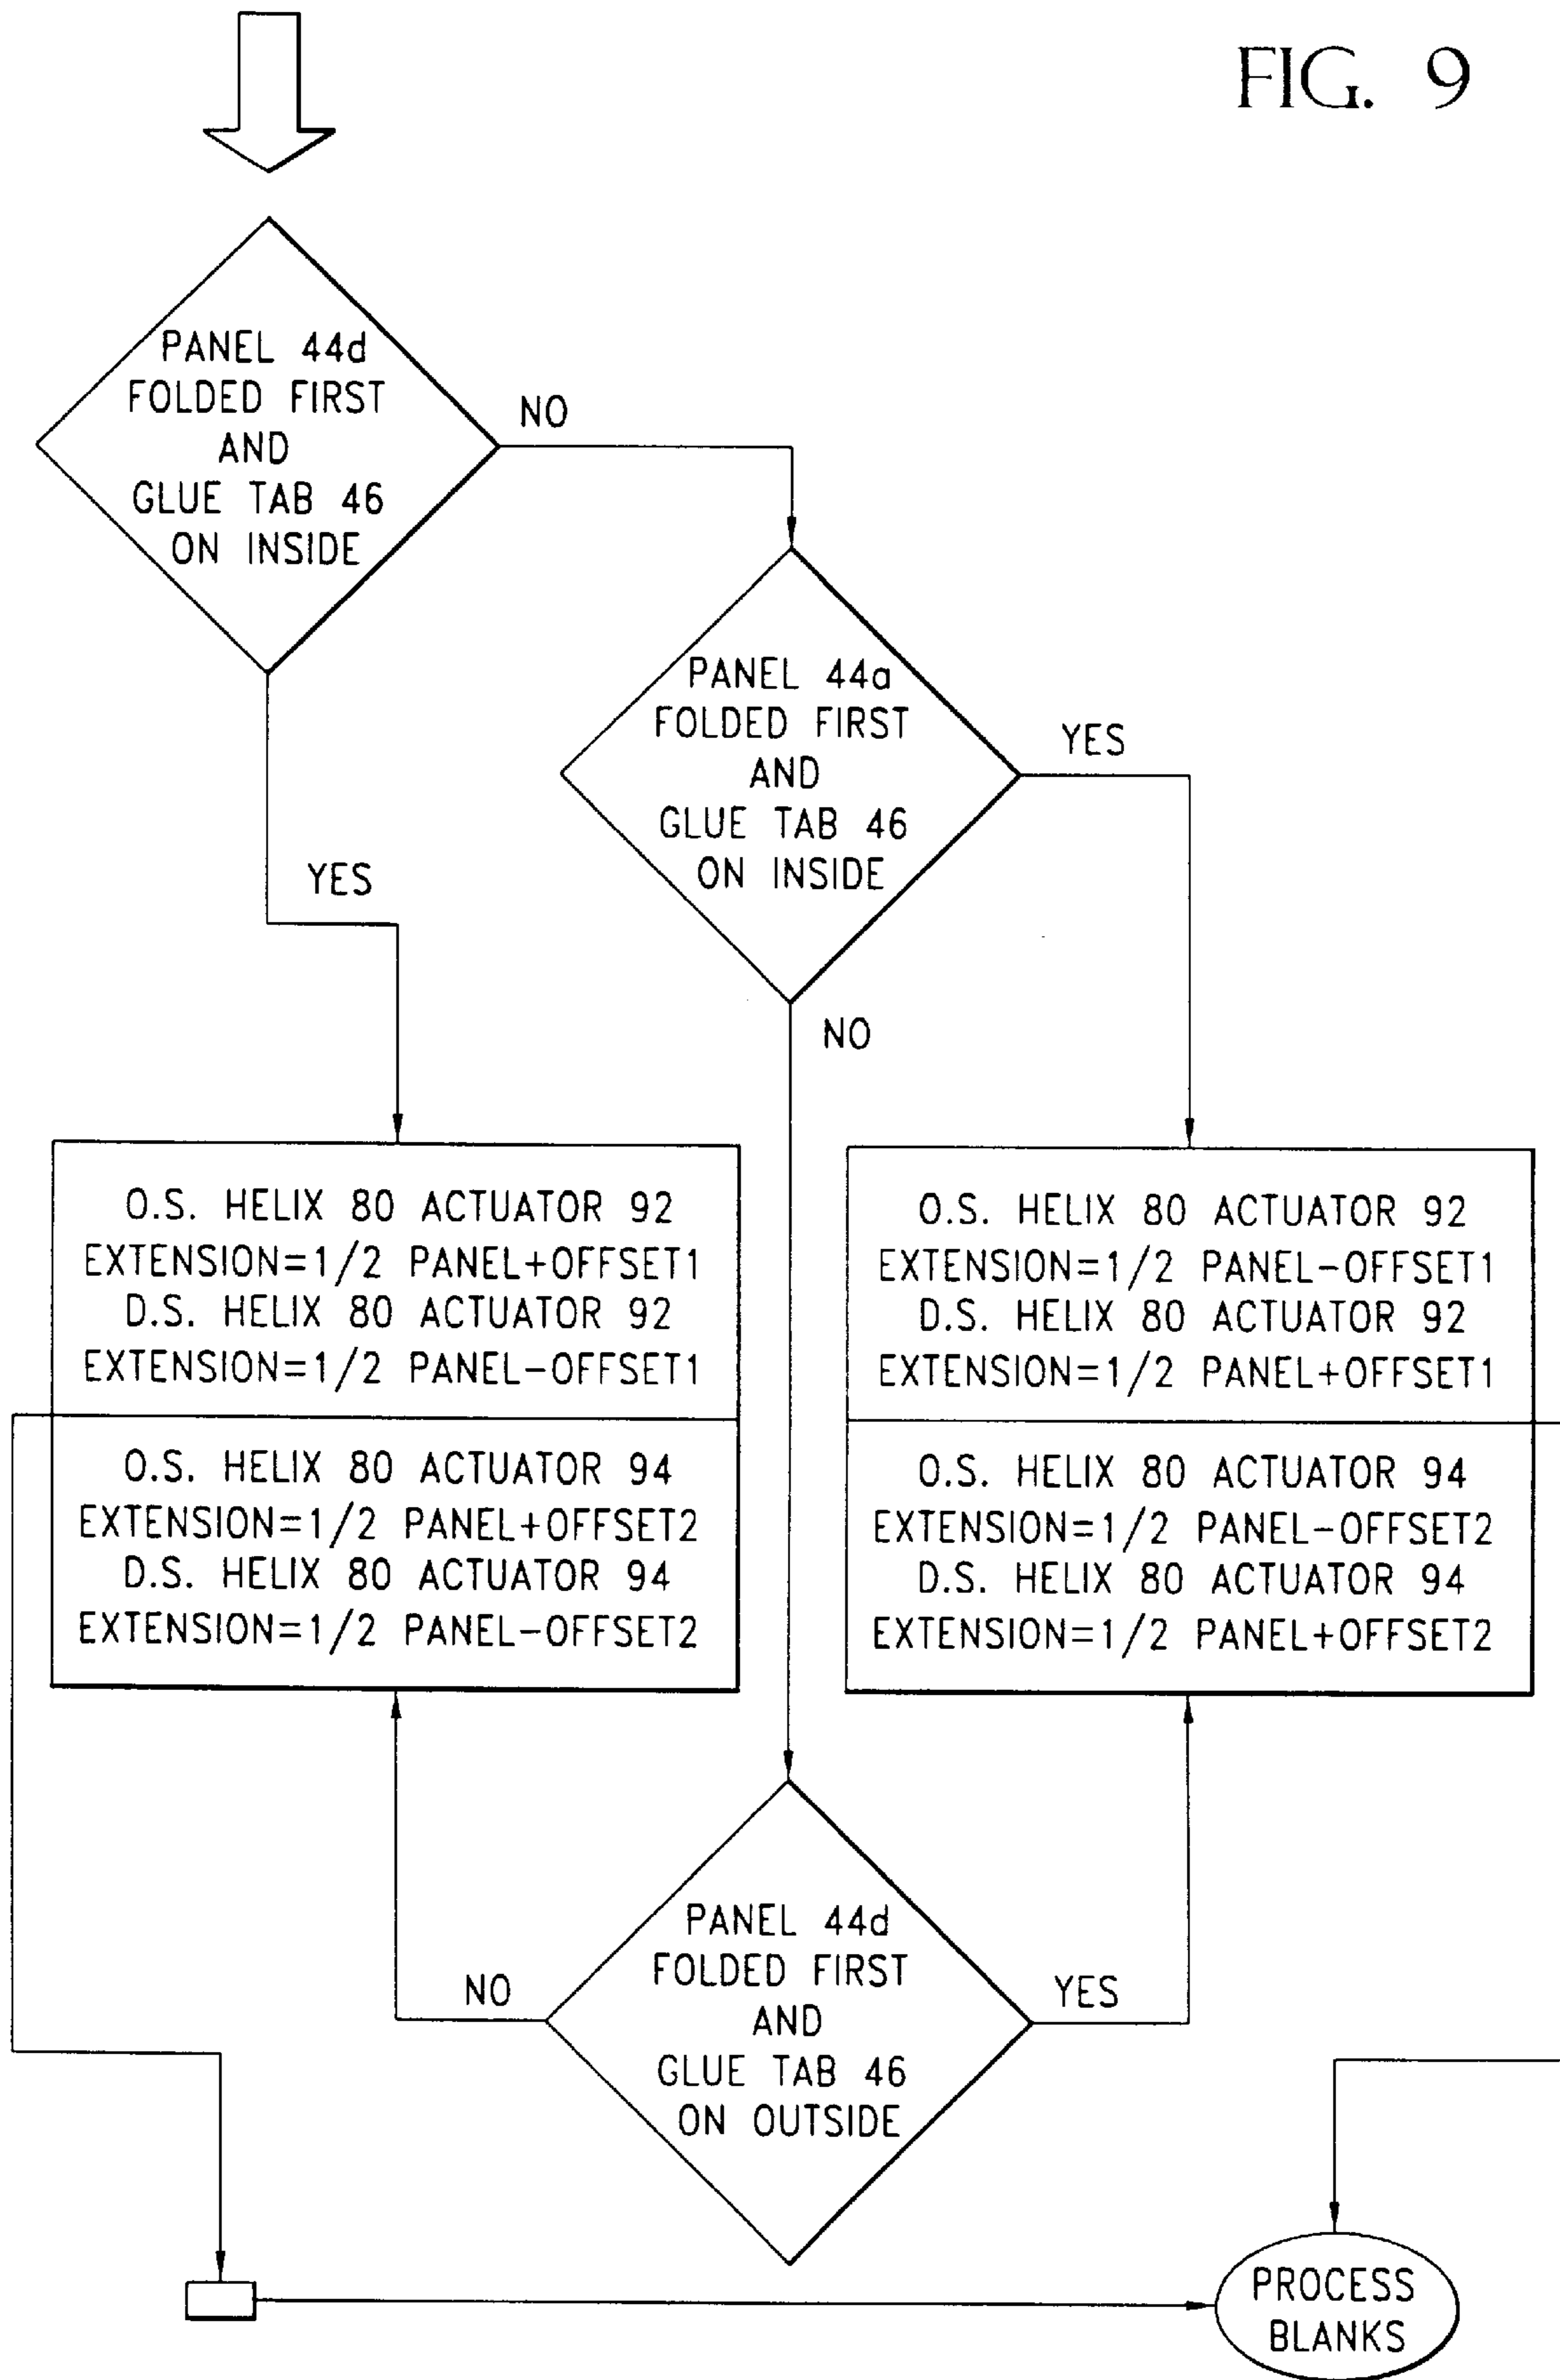 FIG. 9
PANEL 44d
FOLDED FIRST
AND
GLUE TAB 46
ON INSIDE
NO
YES
PANEL 44a
FOLDED FIRST
AND
GLUE TAB 46
ON INSIDE
YES
NO
O.S. HELIX 80 ACTUATOR 92
EXTENSION=1/2 PANEL+OFFSET1
D.S. HELIX 80 ACTUATOR 92
EXTENSION=1/2 PANEL-OFFSET1
O.S. HELIX 80 ACTUATOR 94
EXTENSION=1/2 PANEL+OFFSET2
D.S. HELIX 80 ACTUATOR 94
EXTENSION=1/2 PANEL-OFFSET2
O.S. HELIX 80 ACTUATOR 92
EXTENSION=1/2 PANEL-OFFSET1
D.S. HELIX 80 ACTUATOR 92
EXTENSION=1/2 PANEL+OFFSET1
O.S. HELIX 80 ACTUATOR 94
EXTENSION=1/2 PANEL-OFFSET2
D.S. HELIX 80 ACTUATOR 94
EXTENSION=1/2 PANEL+OFFSET2
PANEL 44d
FOLDED FIRST
AND
GLUE TAB 46
ON OUTSIDE
NO
YES
PROCESS
BLANKS